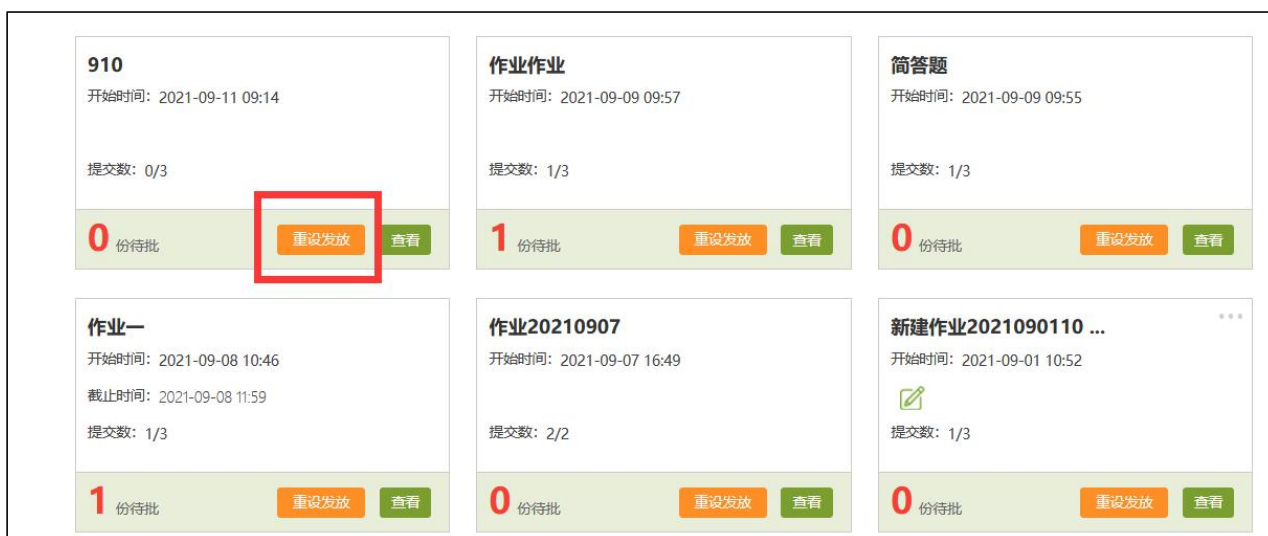 910
开始时间：2021-09-11 09:14
提交数：0/3
0 份待批 重设发放 查看
作业作业
开始时间：2021-09-09 09:57
提交数：1/3
1 份待批 重设发放 查看
简答题
开始时间：2021-09-09 09:55
提交数：1/3
0 份待批 重设发放 查看
作业一
开始时间：2021-09-08 10:46
截止时间：2021-09-08 11:59
提交数：1/3
1 份待批 重设发放 查看
作业20210907
开始时间：2021-09-07 16:49
提交数：2/2
0 份待批 重设发放 查看
新建作业2021090110 ...
开始时间：2021-09-01 10:52
提交数：1/3
0 份待批 重设发放 查看